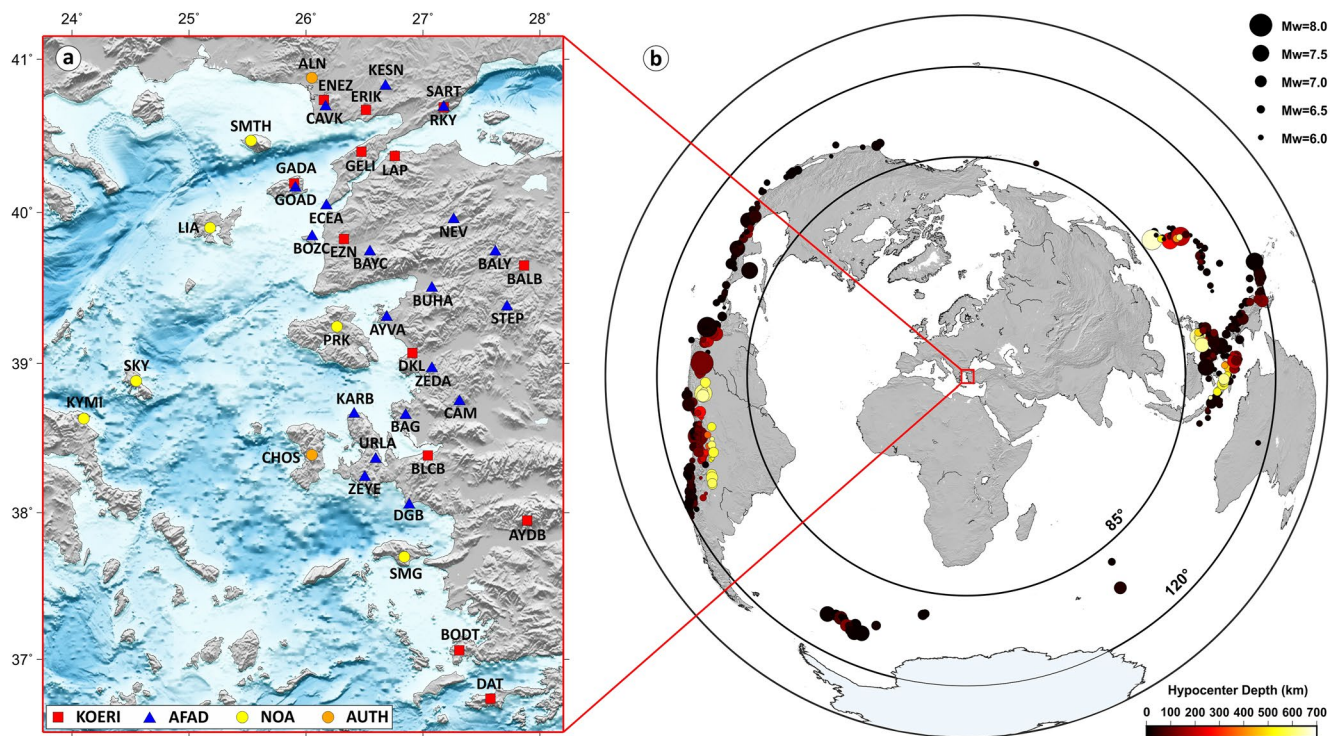 24° 25° 26° 27° 28°
a
b
Mw=8.0
Mw=7.5
Mw=7.0
Mw=6.5
Mw=6.0
41°
40°
39°
38°
37°
ALN
KESN
ENEZ
ERIK
SART
CAVK
RKY
SMTH
GELI
LAP
GADA
GOAD
ECEA
LIA
NEV
BOZC
EZN
BAYC
BALY
BALB
BUHA
STEP
AYVA
PRK
DKL
SKY
ZEDA
KYMI
KARB
CAM
BAG
URLA
CHOS
BLCB
ZEYE
DGB
AYDB
SMG
BODT
DAT
KOERI AFAD NOA AUTH
85°
120°
Hypocenter Depth (km)
0 100 200 300 400 500 600 700